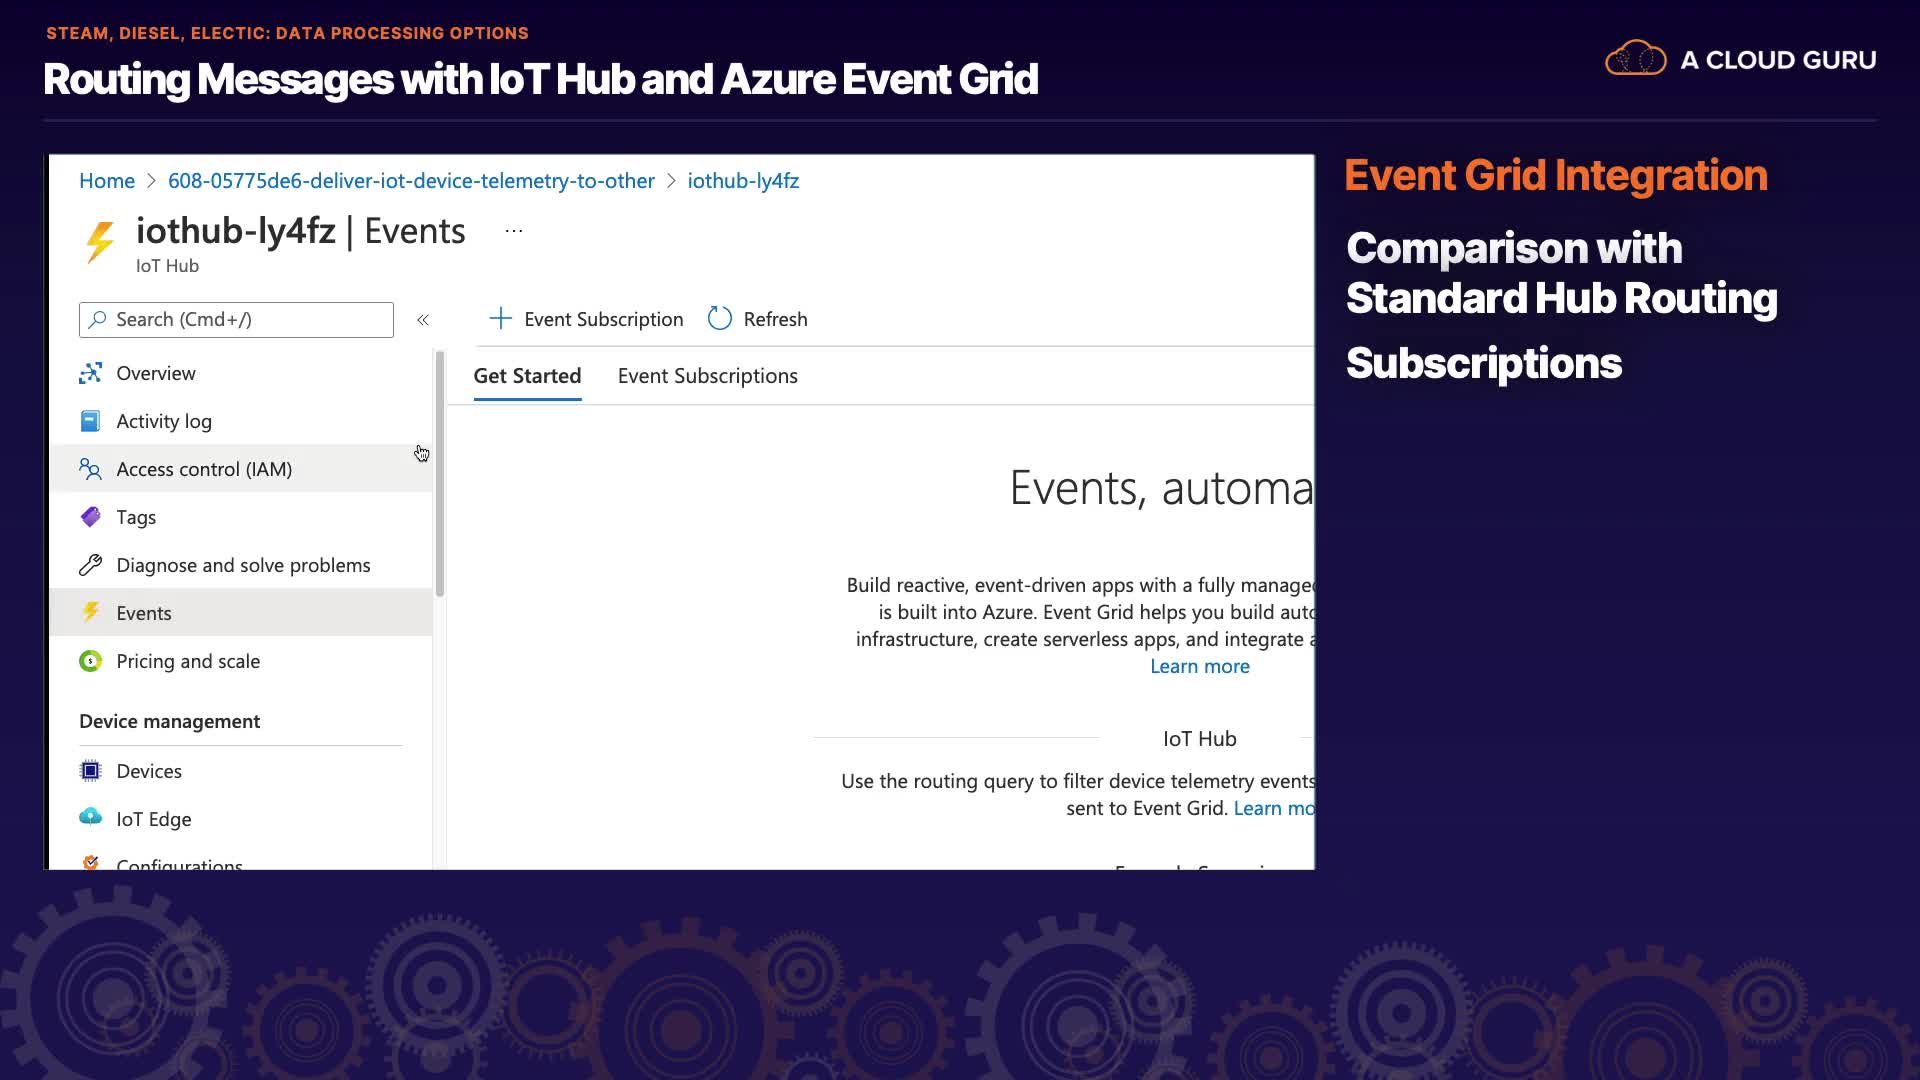 STEAM, DIESEL, ELECTIC: DATA PROCESSING OPTIONS
Routing Messages with IoT Hub and Azure Event Grid
A CLOUD GURU
Home > 608-05775de6-deliver-iot-device-telemetry-to-other > iothub-ly4fz
iothub-ly4fz | Events ...
IoT Hub
Search (Cmd+/) «
+ Event Subscription Refresh
Overview
Activity log
Access control (IAM)
Tags
Diagnose and solve problems
Events
Pricing and scale
Device management
Devices
IoT Edge
Configurations
Get Started Event Subscriptions
Events, automa
Build reactive, event-driven apps with a fully managed
is built into Azure. Event Grid helps you build auto
infrastructure, create serverless apps, and integrate a
Learn more
IoT Hub
Use the routing query to filter device telemetry events
sent to Event Grid. Learn mo
Event Grid Integration
Comparison with
Standard Hub Routing
Subscriptions